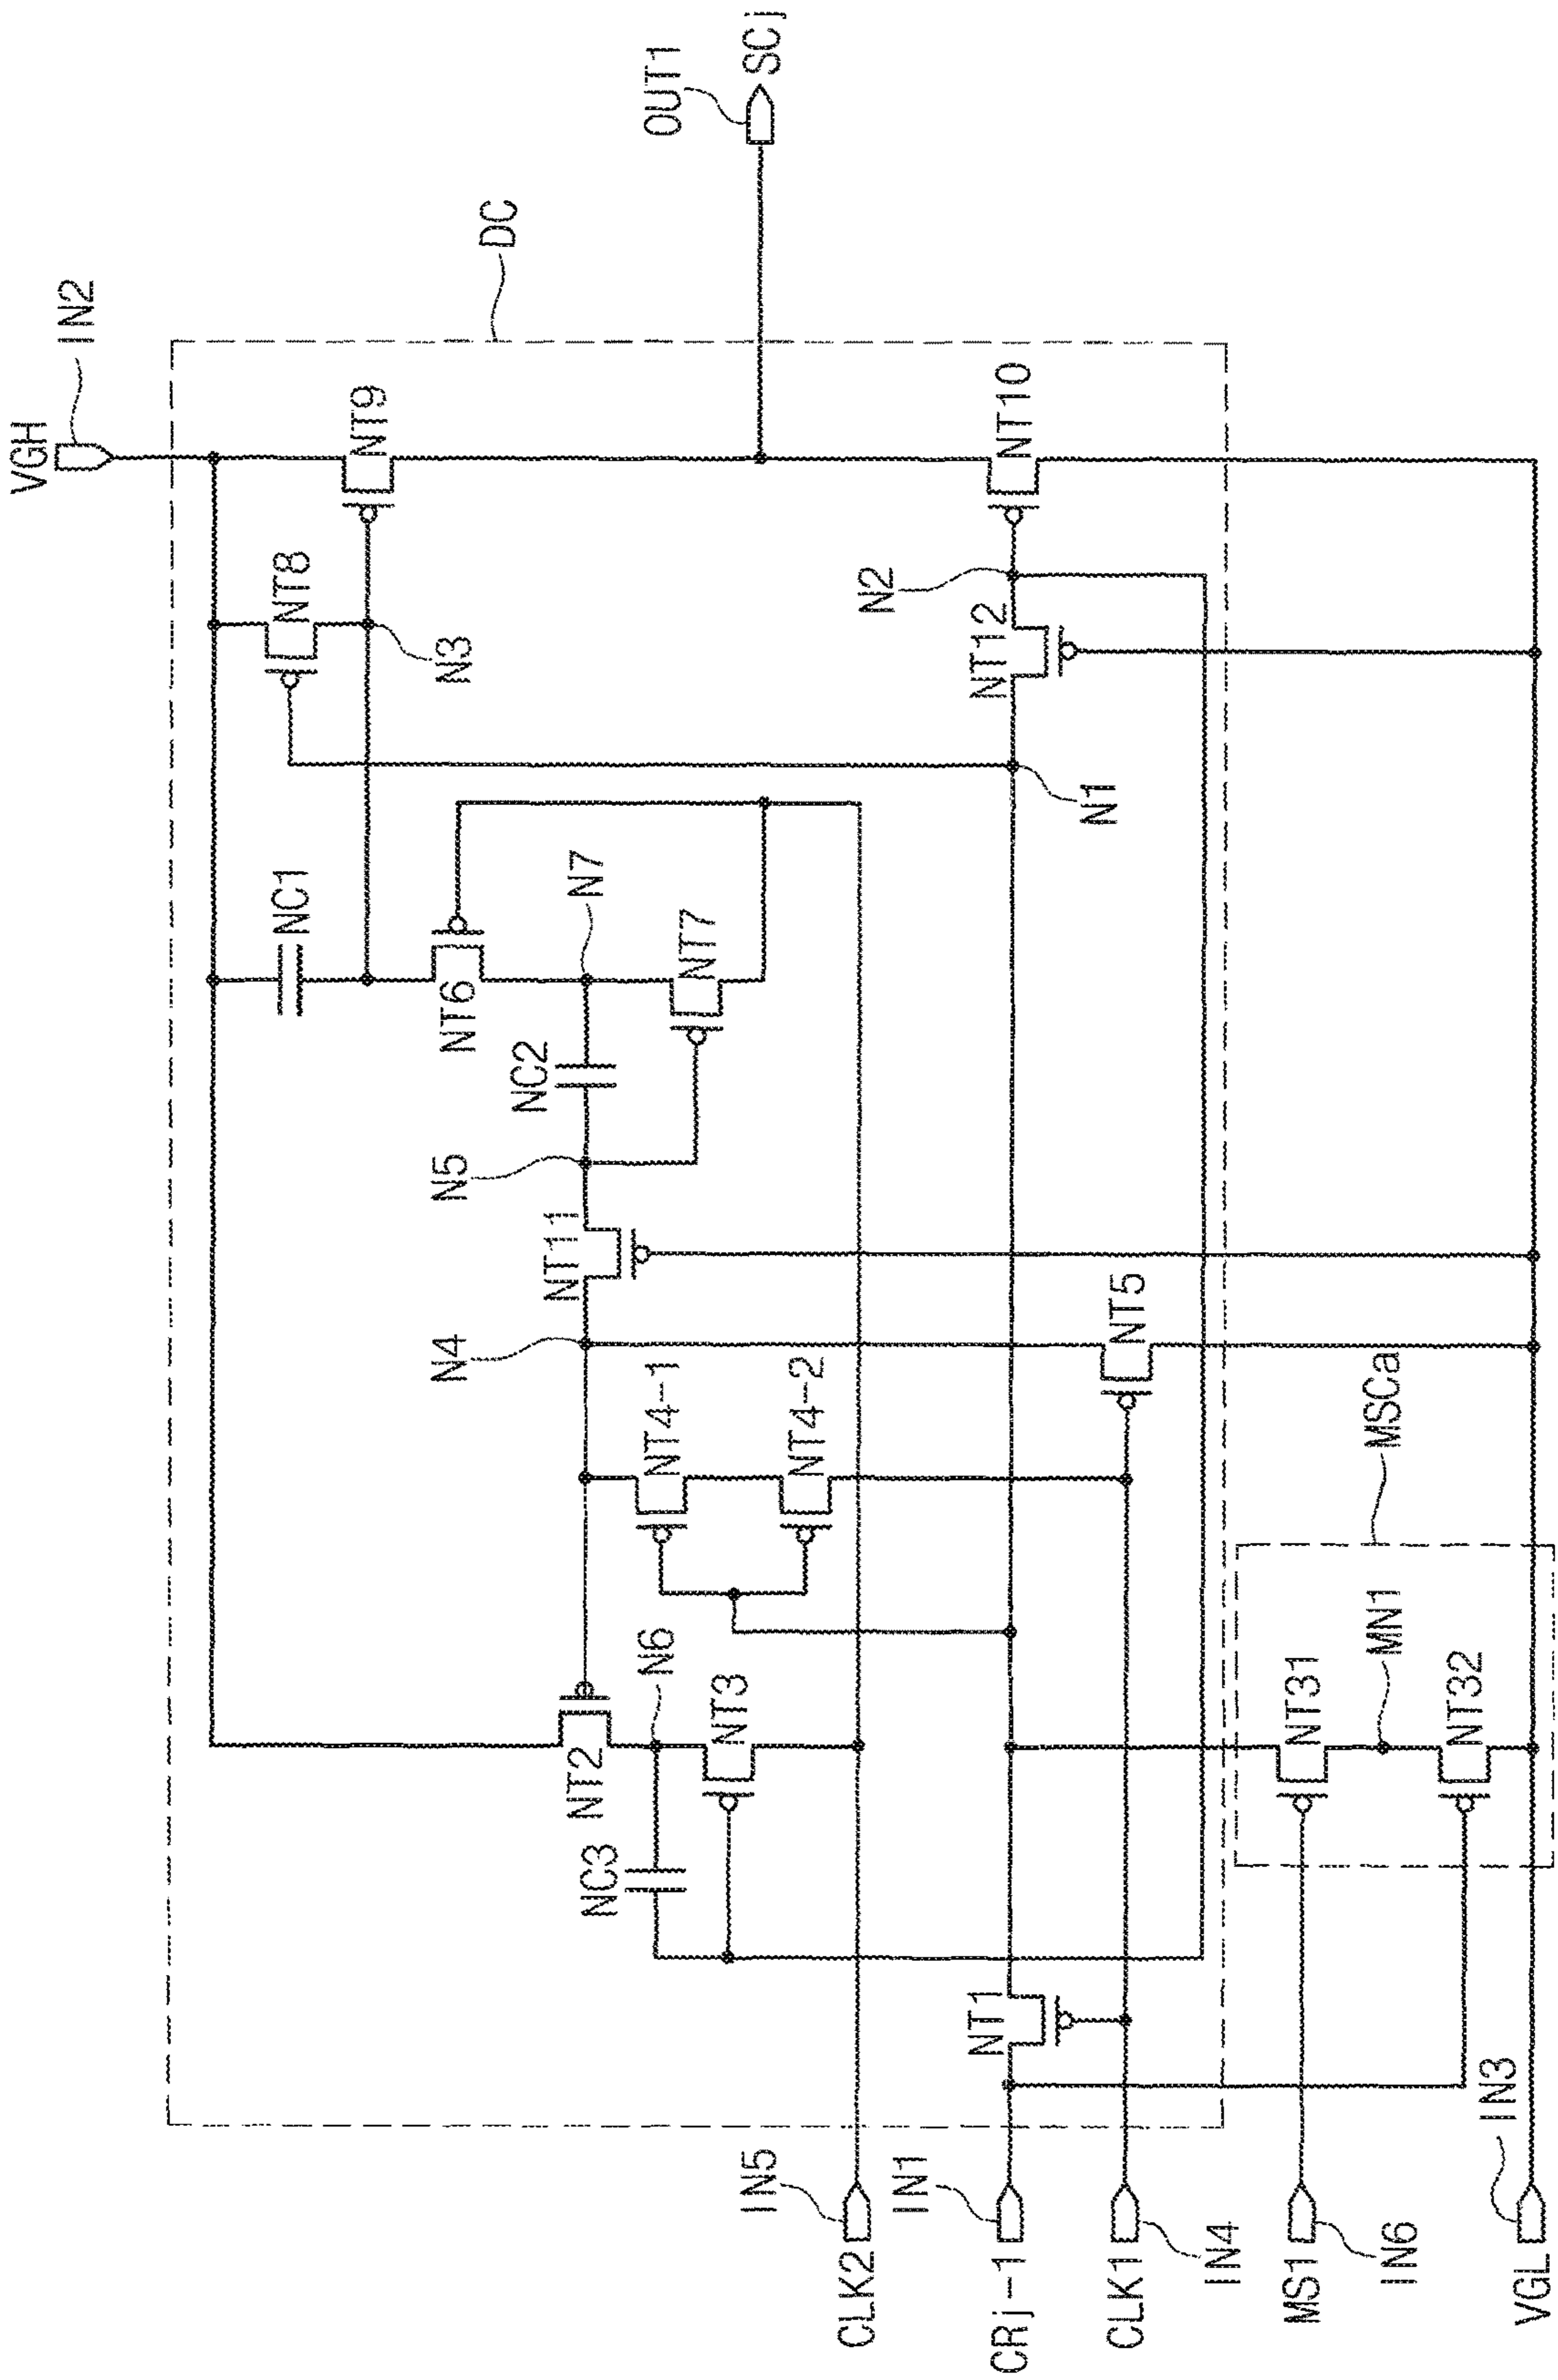 VGH
IN2
DC
OUT1
SCj
NT9
NT8
N3
NC1
NT6
N7
NT7
NC2
N5
NT11
N4
NT4-1
NT4-2
NT5
NT2
N6
NT3
NC3
N2
NT10
NT12
N1
NT1
MSCa
NT31
MN1
NT32
IN5
CLK2
IN1
CRj-1
CLK1
IN4
MS1
IN6
IN3
VGL